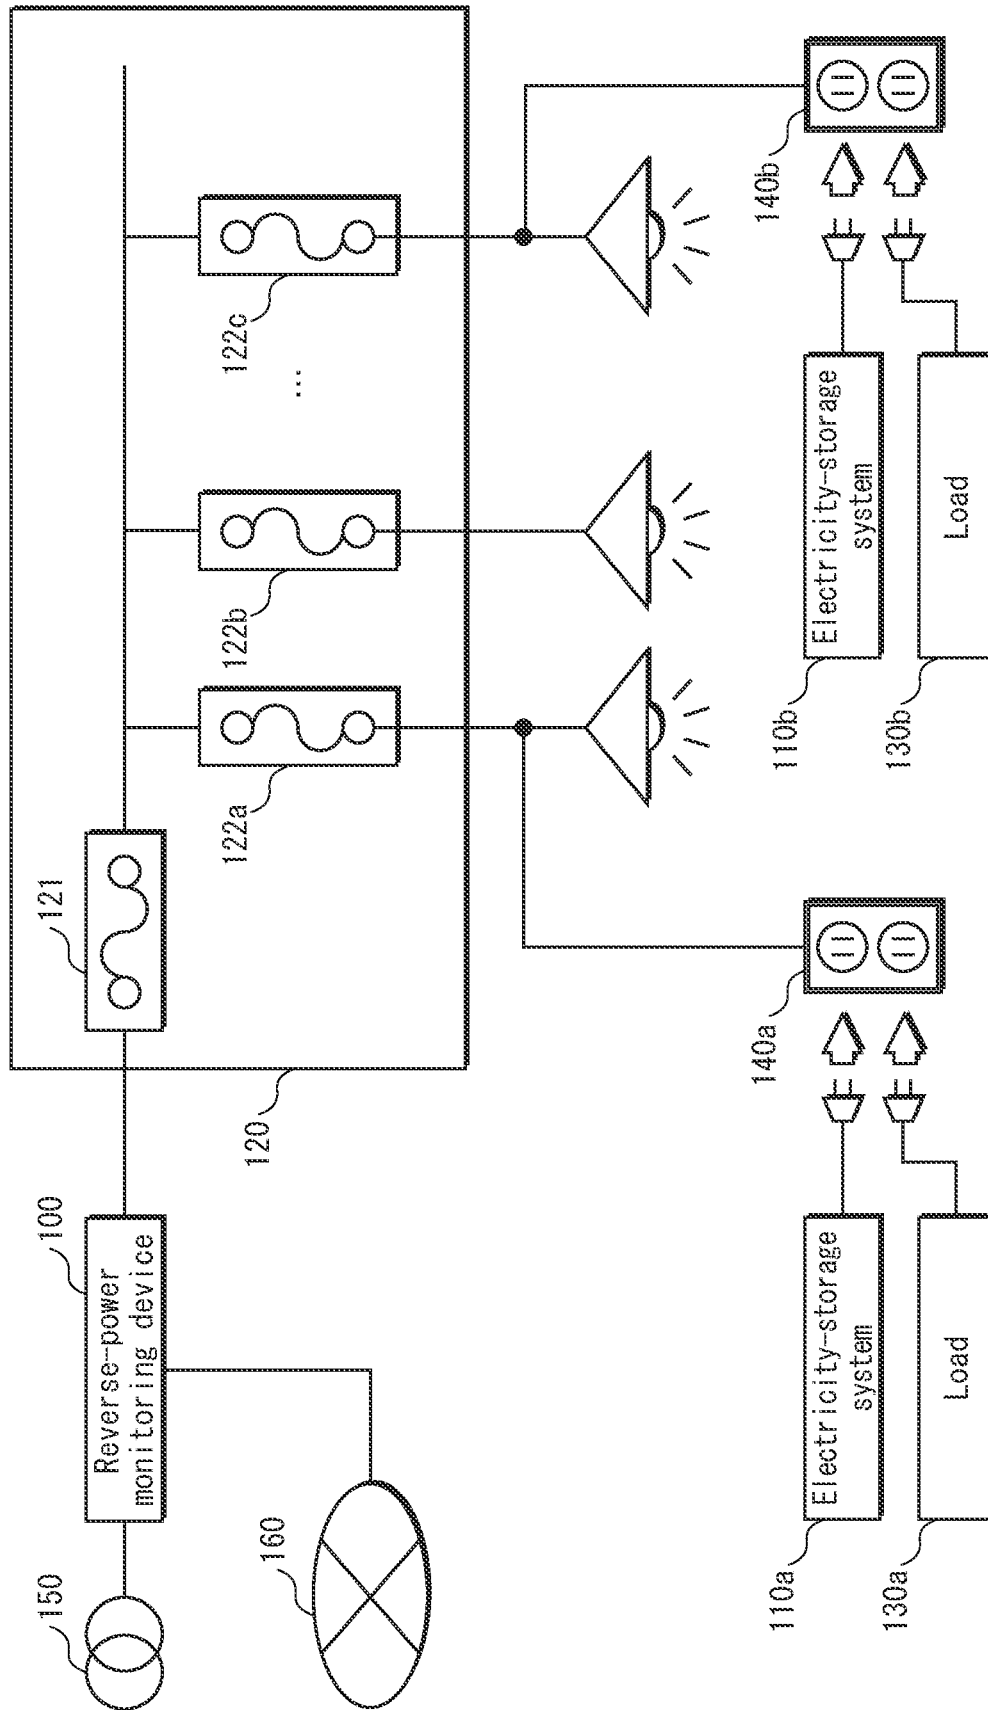 150
Reverse-power
monitoring device
100
160
120
121
122a
122b
122c
...
140a
140b
110a
Electricity-storage
system
130a
Load
110b
Electricity-storage
system
130b
Load